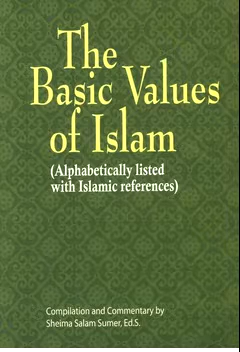 The
Basic Values
of Islam
(Alphabetically listed
with Islamic references)
Compilation and Commentary by
Sheima Salam Sumer, Ed.S.